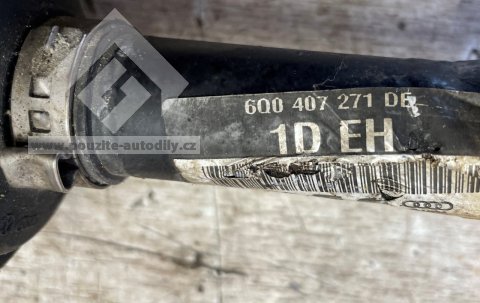 6Q0 407 271 DE
1D EH
www.pouzite-autodily.cz